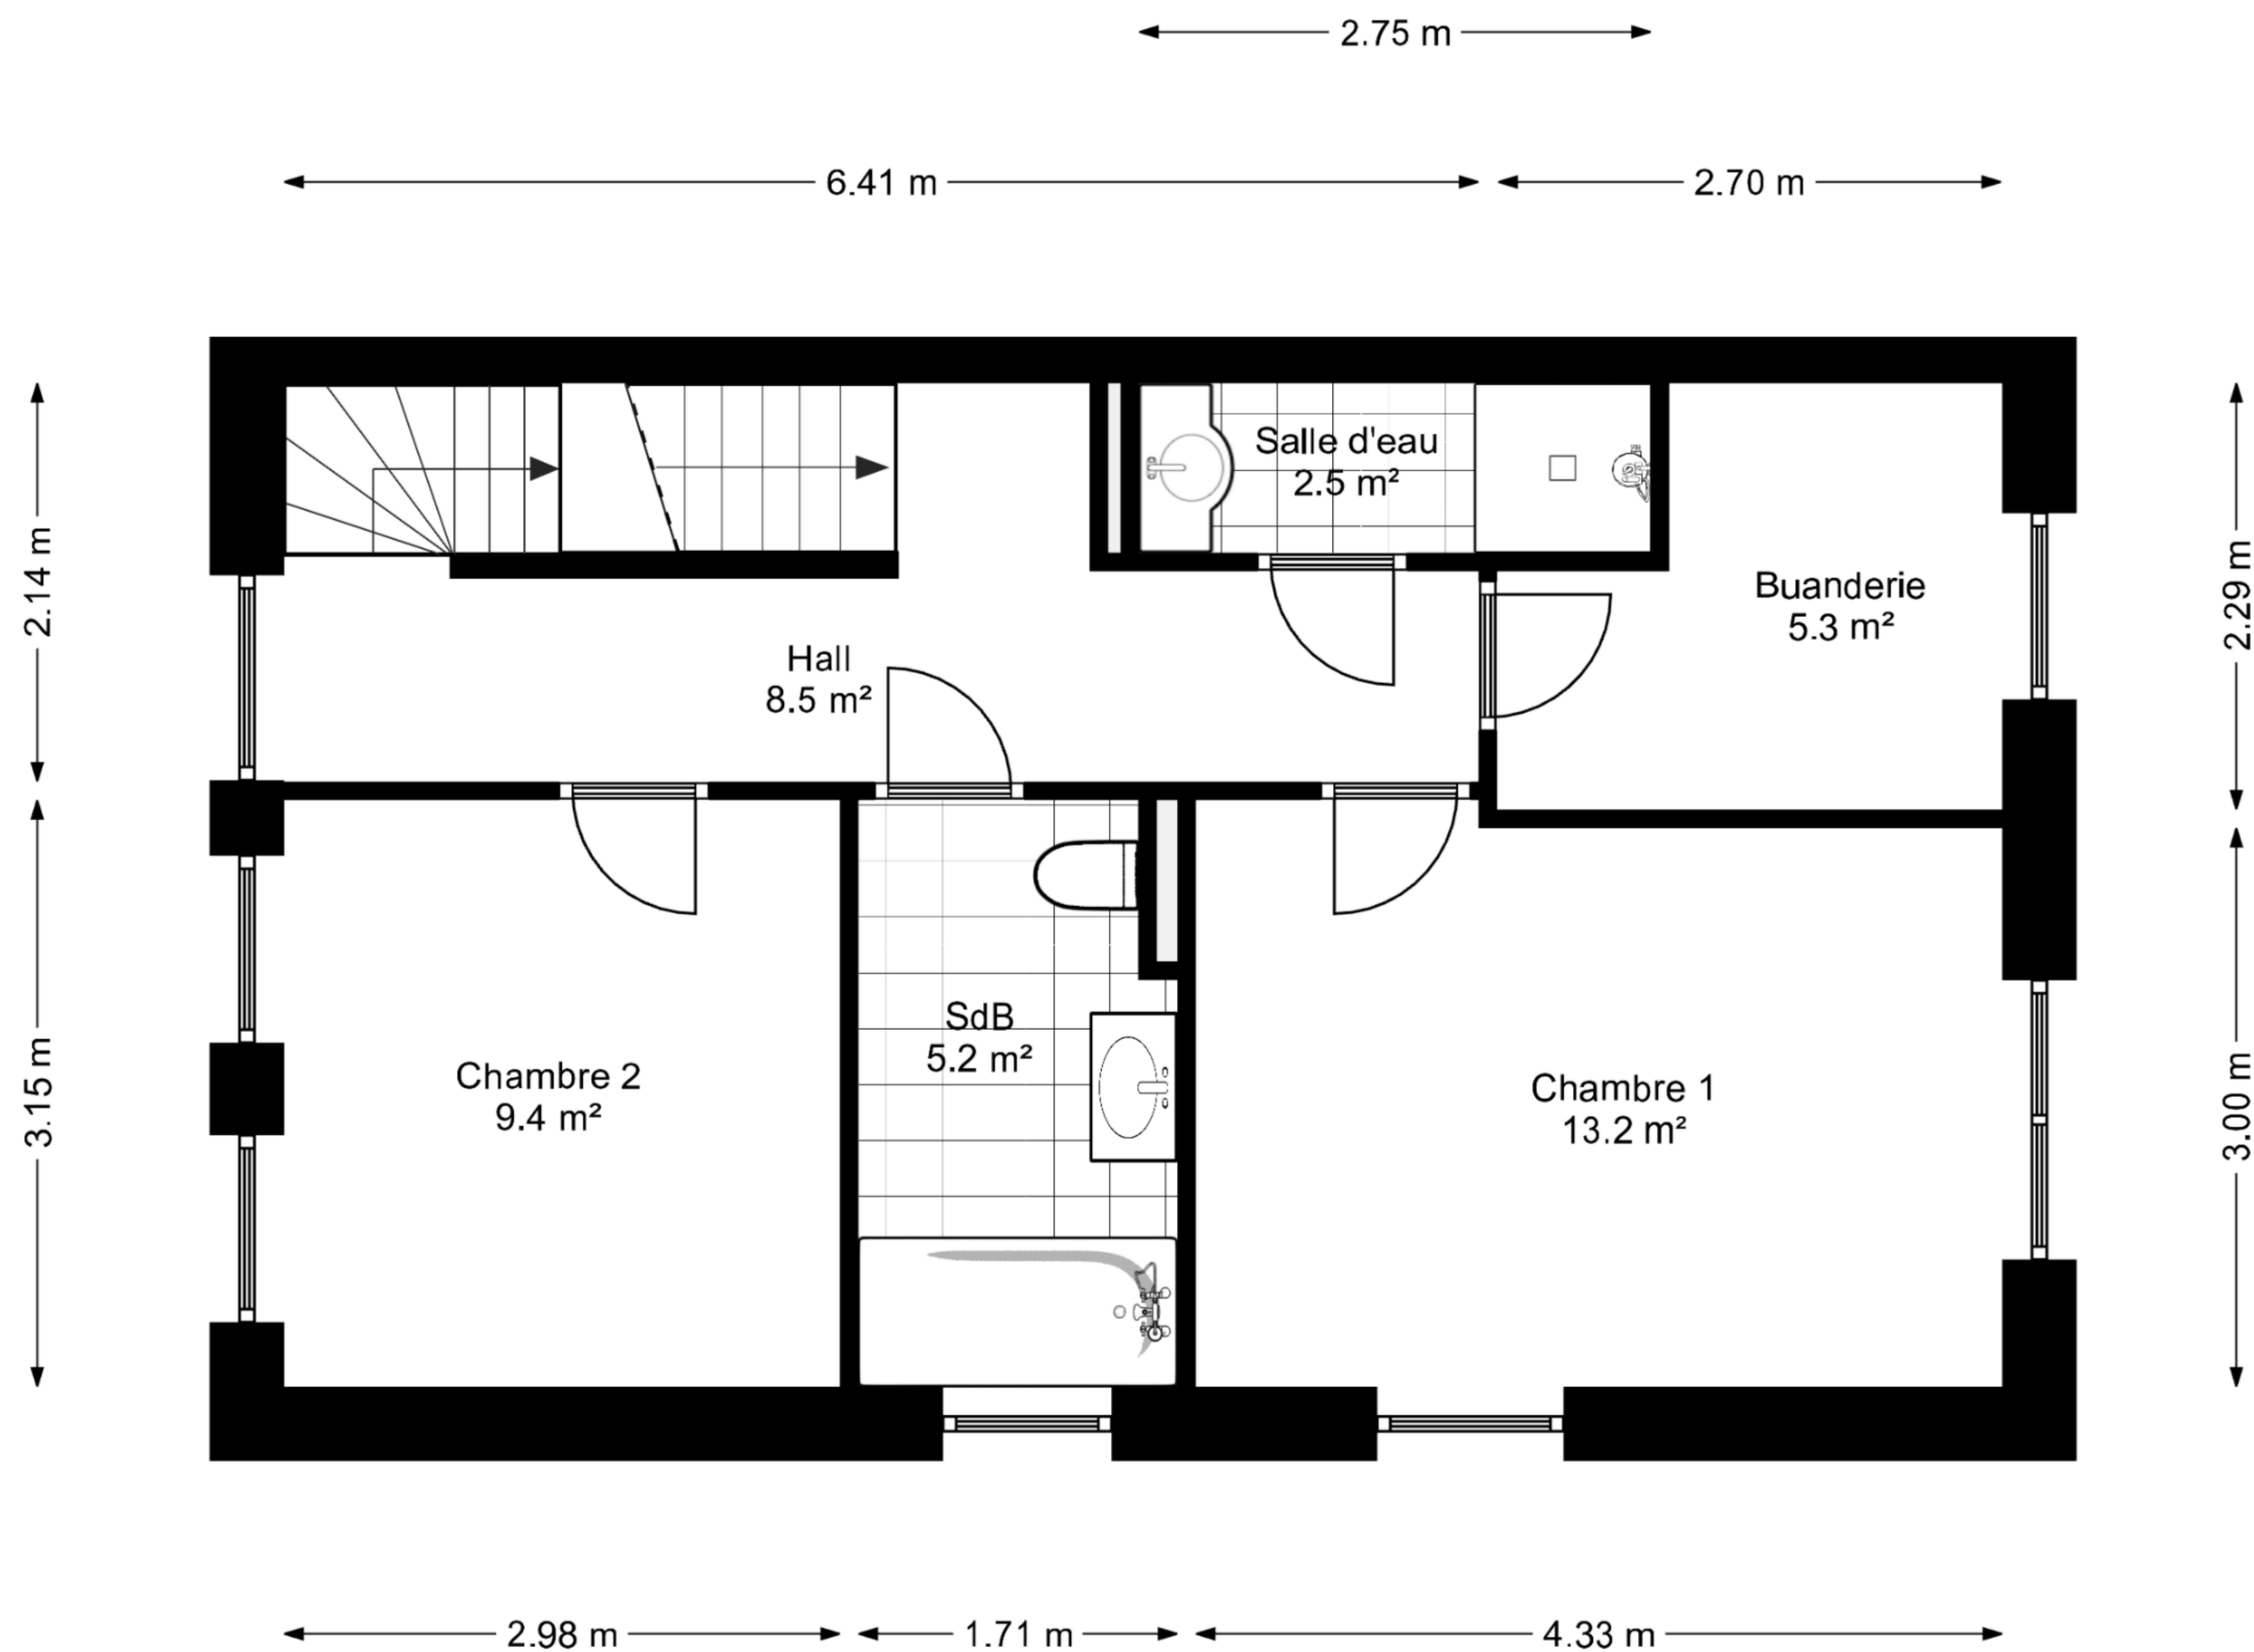 2.75 m
6.41 m
2.70 m
Salle d'eau
2.5 m²
2.14 m
2.29 m
Buanderie
5.3 m²
Hall
8.5 m²
SdB
5.2 m²
Chambre 2
9.4 m²
Chambre 1
13.2 m²
3.15 m
3.00 m
2.98 m
1.71 m
4.33 m